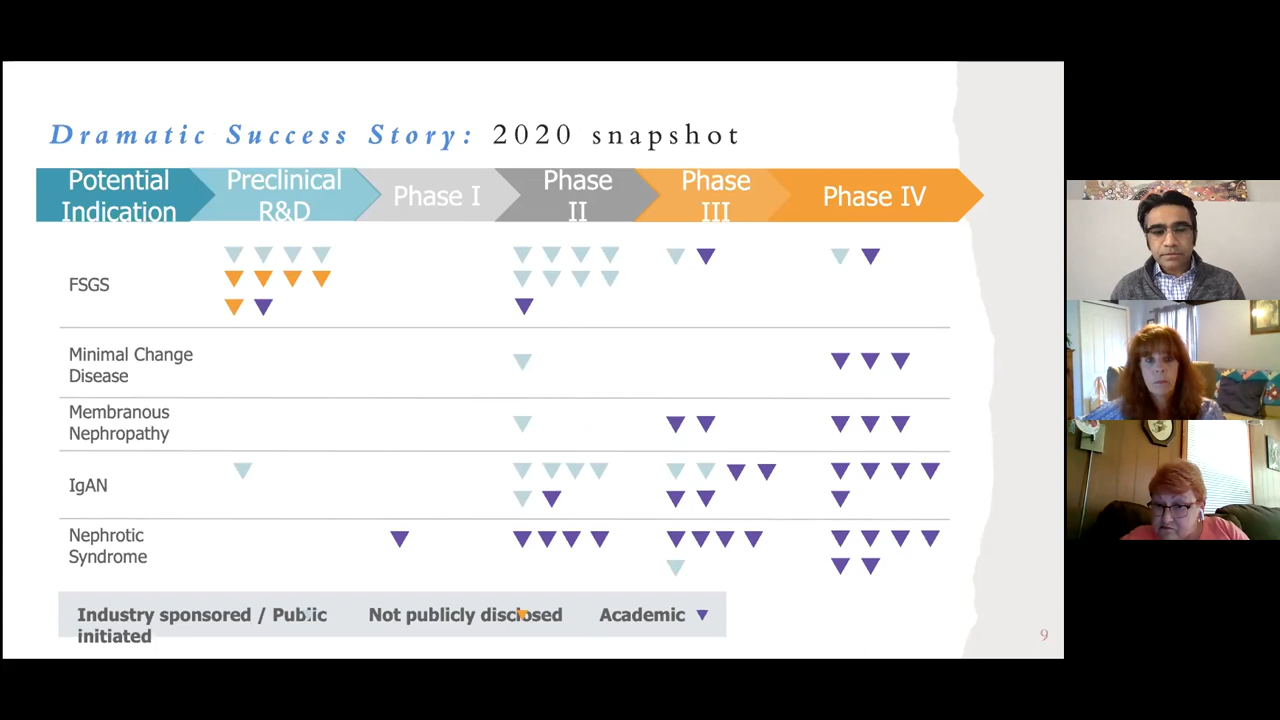 Dramatic Success Story: 2020 snapshot
Potential
Indication
Preclinical
R&D
Phase I
Phase
II
Phase
III
Phase IV
FSGS
Minimal Change
Disease
Membranous
Nephropathy
IgAN
Nephrotic
Syndrome
Industry sponsored / Public
initiated
Not publicly disclosed
Academic
9